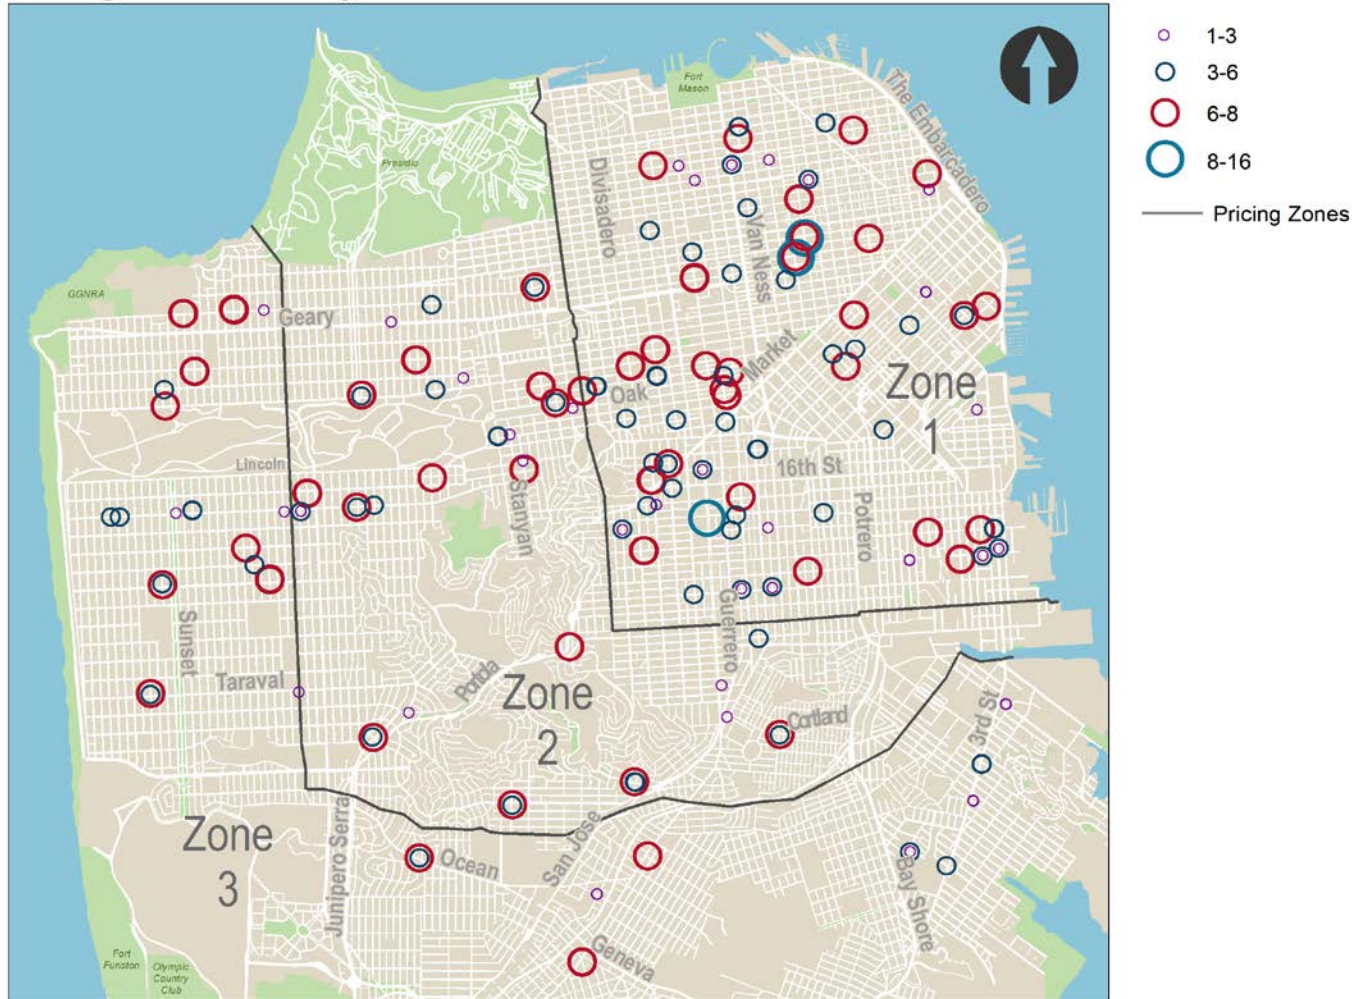 1-3
3-6
6-8
8-16
Pricing Zones
Fort
Mason
The Embarcadero
Presidio
Divisadero
Van Ness
GGNRA
Geary
Market
Oak
Zone
1
Lincoln
16th St
Stanyan
Potrero
Sunset
Guerrero
Taraval
Portola
Zone
2
Cortland
3rd St
Zone
3
Junipero Serra
Ocean
San Jose
Bay Shore
Geneva
Fort
Funston
Olympic
Country
Club